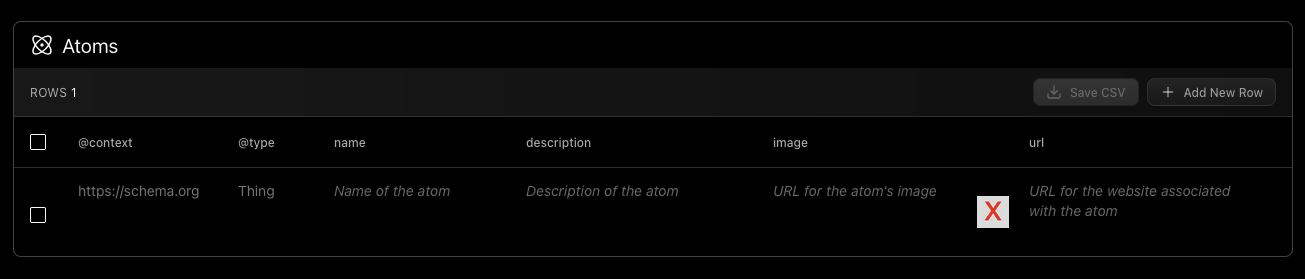 Atoms
ROWS 1
Save CSV
Add New Row
@context
@type
name
description
image
url
https://schema.org
Thing
Name of the atom
Description of the atom
URL for the atom's image
X
URL for the website associated
with the atom